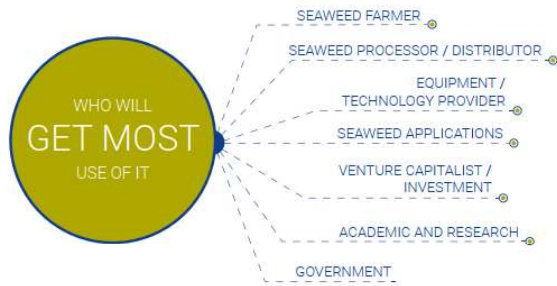 WHO WILL
GET MOST
USE OF IT
SEAWEED FARMER
SEAWEED PROCESSOR / DISTRIBUTOR
EQUIPMENT /
TECHNOLOGY PROVIDER
SEAWEED APPLICATIONS
VENTURE CAPITALIST /
INVESTMENT
ACADEMIC AND RESEARCH
GOVERNMENT